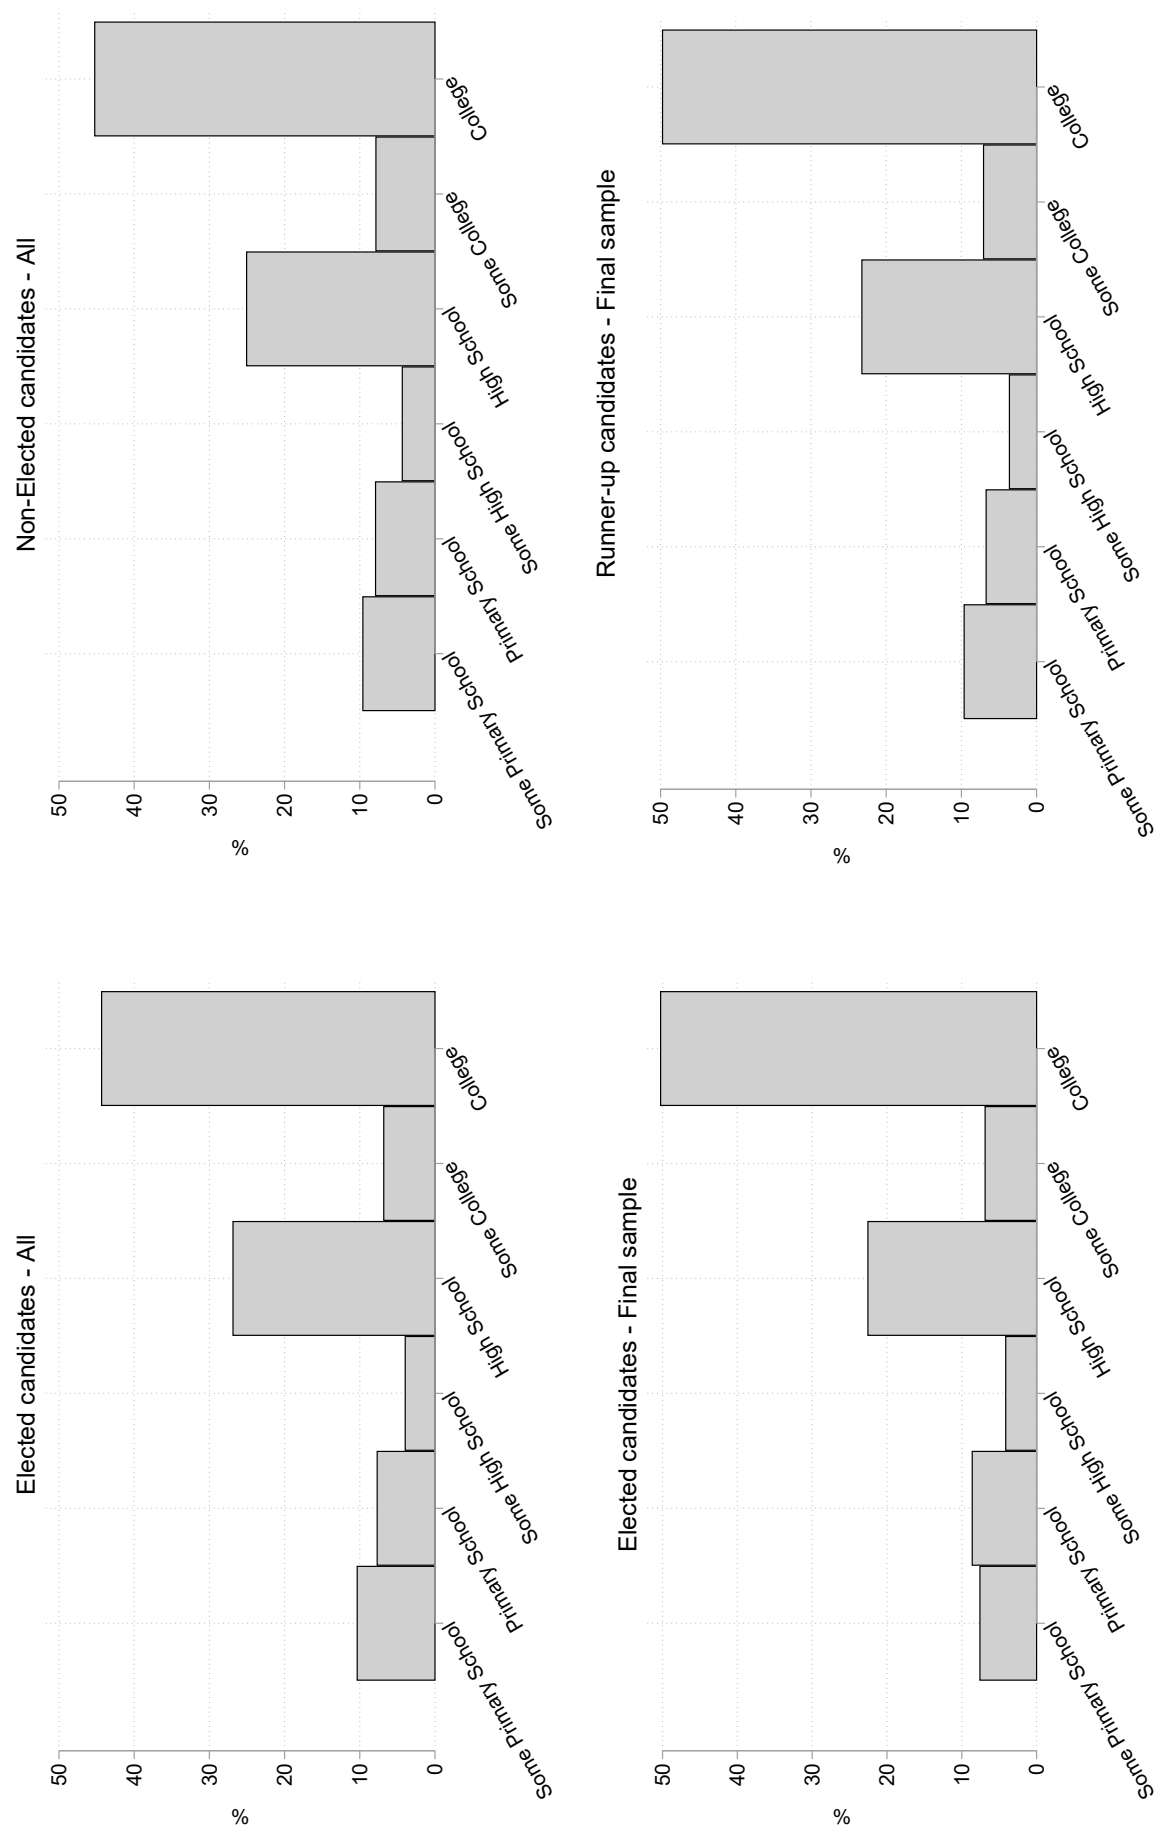 Elected candidates - All
%
50
40
30
20
10
0
Some Primary School
Primary School
Some High School
High School
Some College
College
Non-Elected candidates - All
%
50
40
30
20
10
0
Some Primary School
Primary School
Some High School
High School
Some College
College
Elected candidates - Final sample
%
50
40
30
20
10
0
Some Primary School
Primary School
Some High School
High School
Some College
College
Runner-up candidates - Final sample
%
50
40
30
20
10
0
Some Primary School
Primary School
Some High School
High School
Some College
College